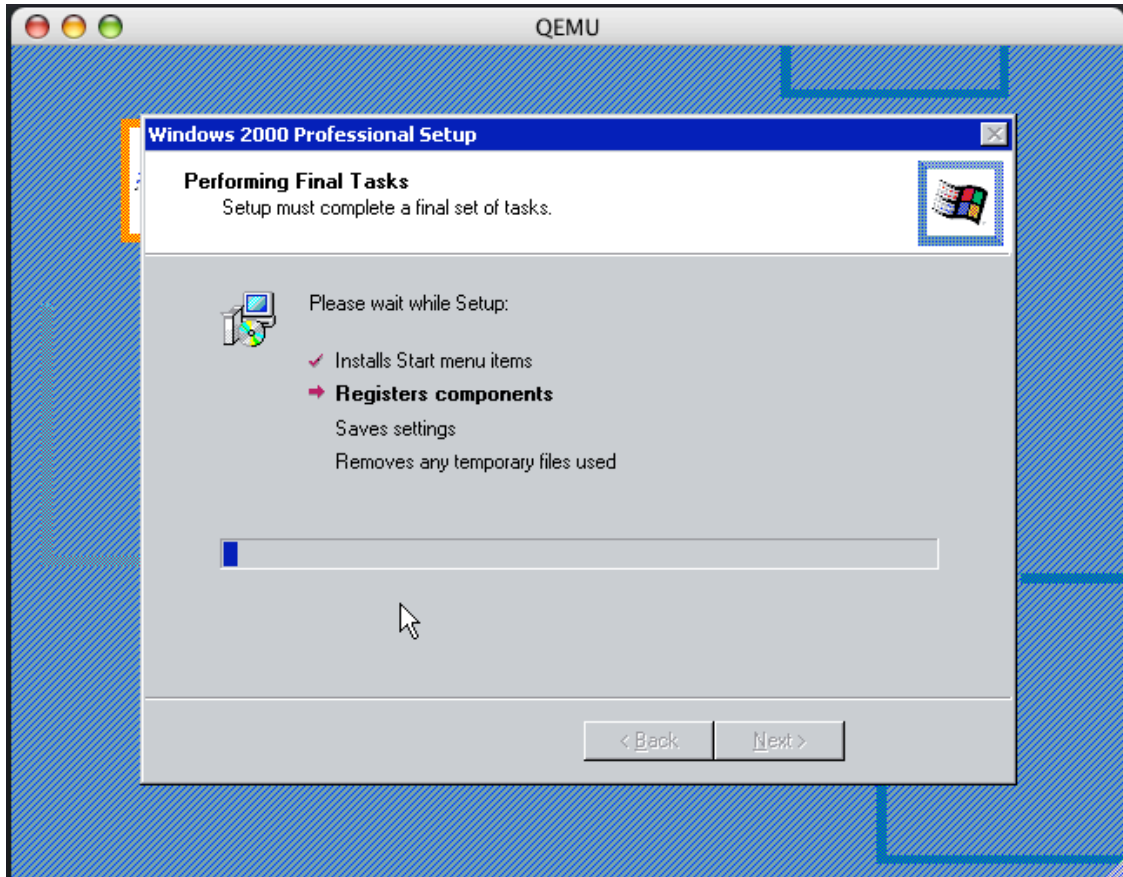 QEMU
Windows 2000 Professional Setup
Performing Final Tasks
Setup must complete a final set of tasks.
Please wait while Setup:
Installs Start menu items
Registers components
Saves settings
Removes any temporary files used
< Back Next >